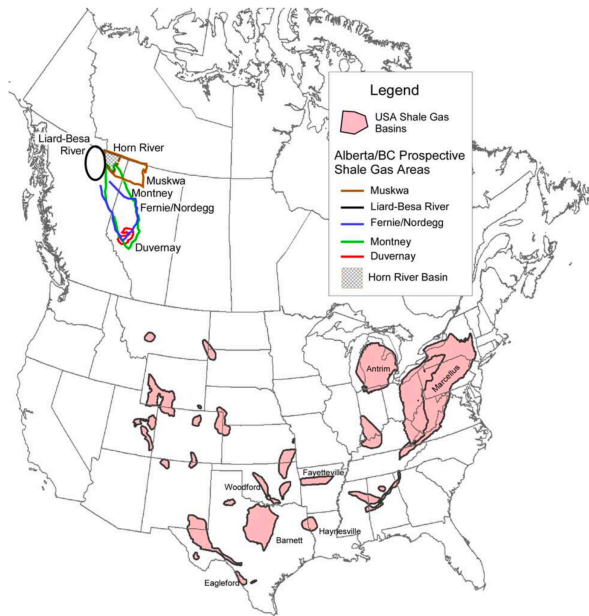 Legend
USA Shale Gas
Basins
Alberta/BC Prospective
Shale Gas Areas
Muskwa
Liard-Besa River
Fernie/Nordegg
Montney
Duvernay
Horn River Basin
Liard-Besa
River
Horn River
Muskwa
Montney
Fernie/Nordegg
Duvernay
Antrim
Marcellus
Fayetteville
Woodford
Barnett
Haynesville
Eagleford